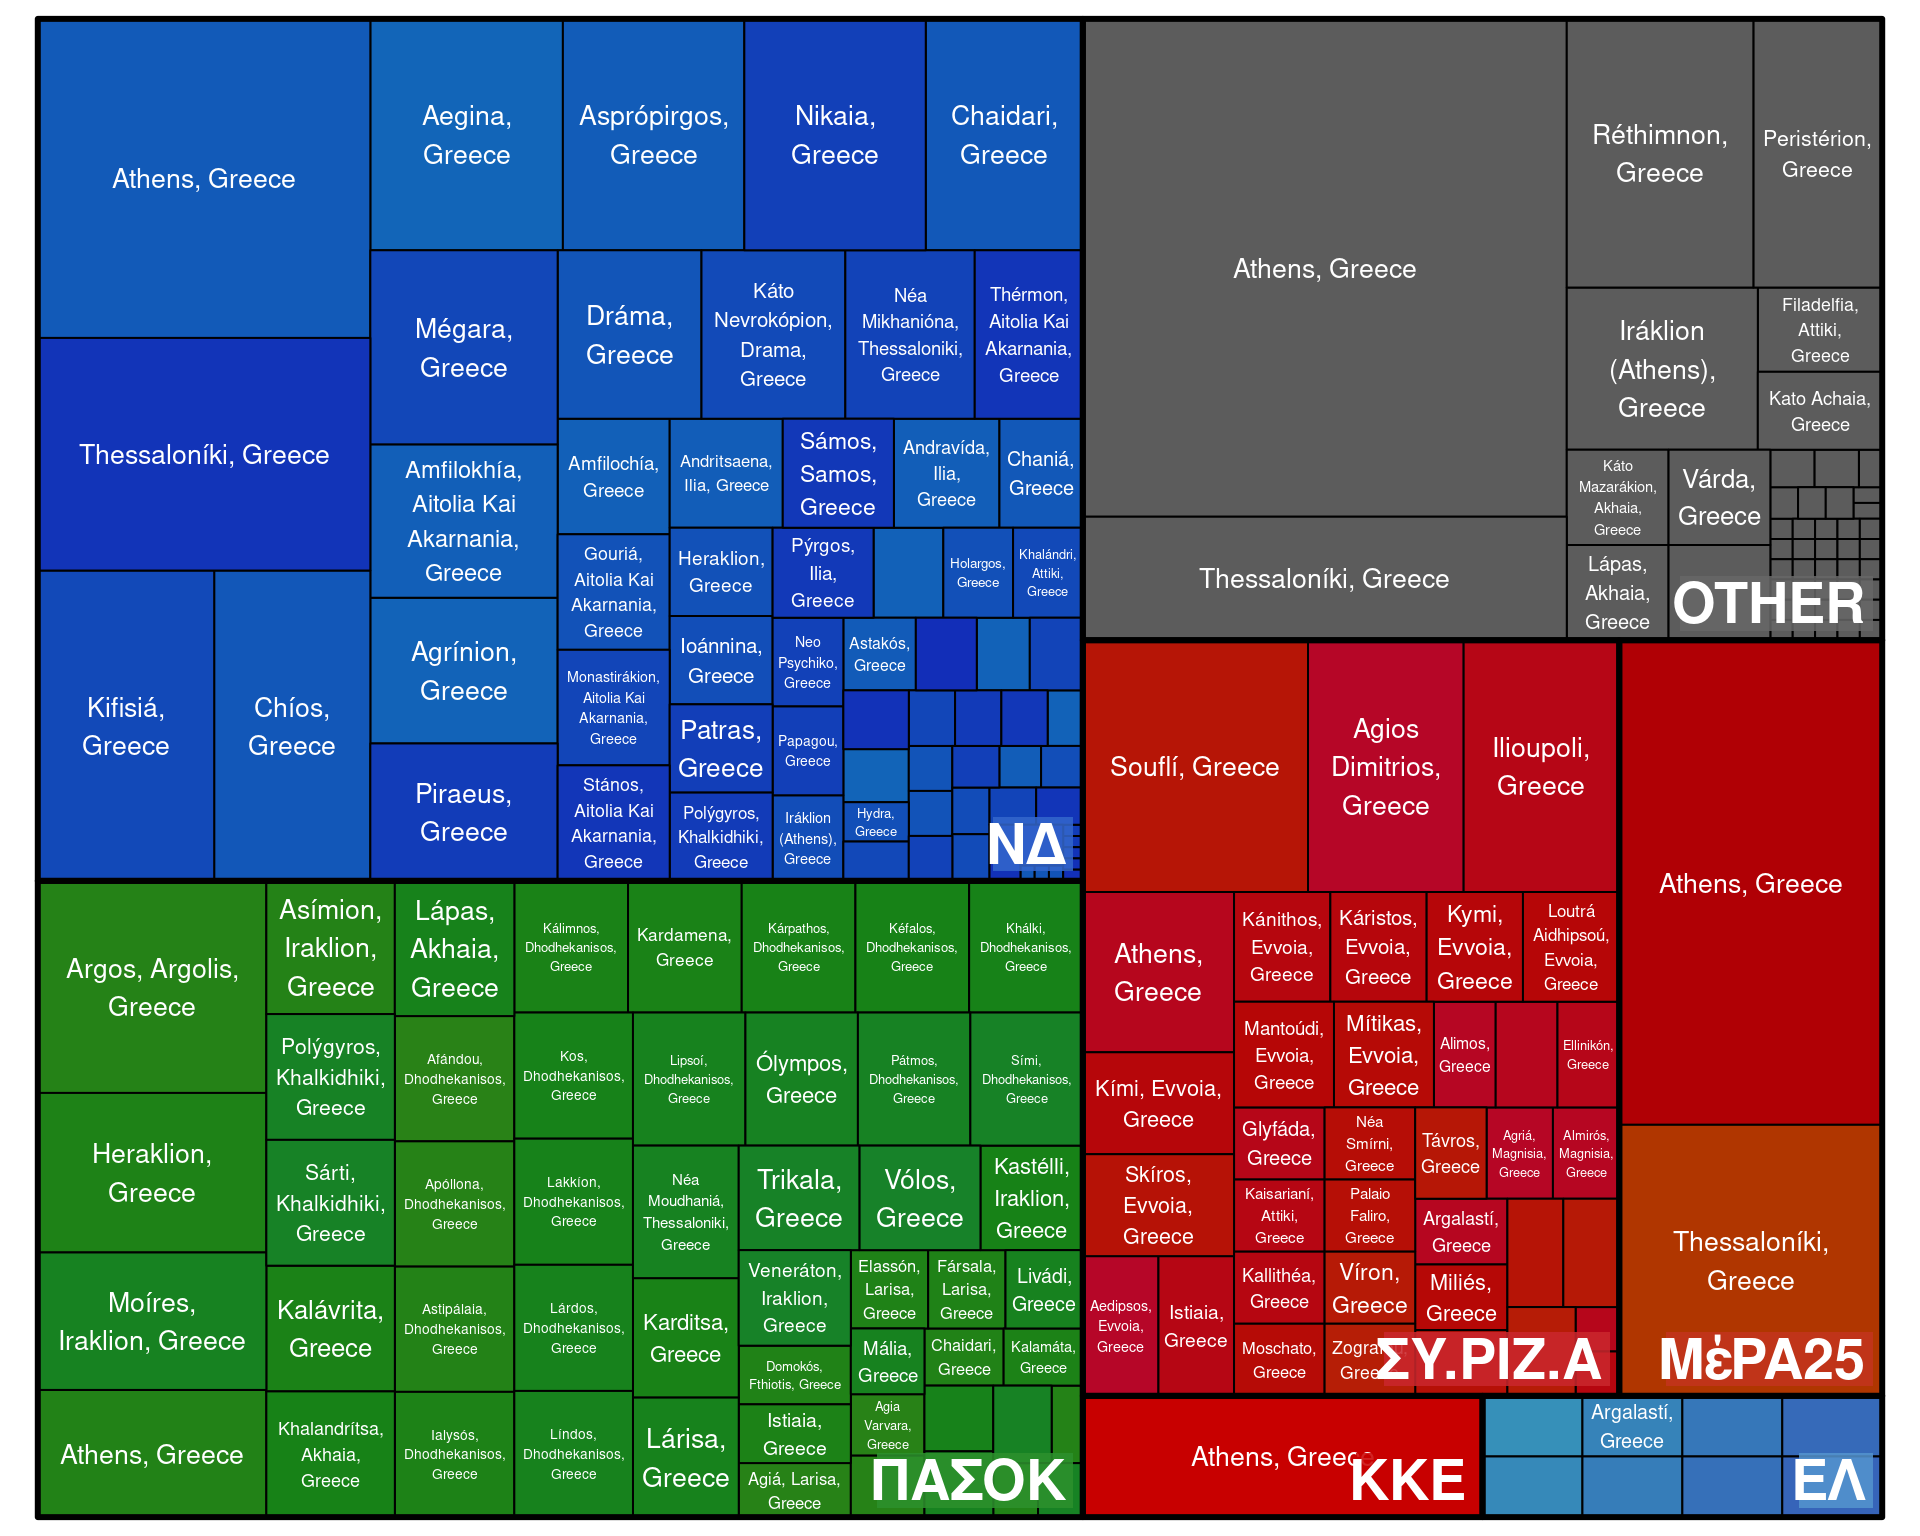 Athens, Greece
Thessaloníki, Greece
Kifisiá,
Greece
Chíos,
Greece
Aegina,
Greece
Asprópirgos,
Greece
Nikaia,
Greece
Chaidari,
Greece
Mégara,
Greece
Amfilokhía,
Aitolia Kai
Akarnania,
Greece
Agrínion,
Greece
Piraeus,
Greece
Dráma,
Greece
Káto
Nevrokópion,
Drama,
Greece
Néa
Mikhanióna,
Thessaloniki,
Greece
Thérmon,
Aitolia Kai
Akarnania,
Greece
Amfilochía,
Greece
Gouriá,
Aitolia Kai
Akarnania,
Greece
Monastirákion,
Aitolia Kai
Akarnania,
Greece
Stános,
Aitolia Kai
Akarnania,
Greece
Andritsaena,
Ilia, Greece
Sámos,
Samos,
Greece
Andravída,
Ilia,
Greece
Chaniá,
Greece
Heraklion,
Greece
Ioánnina,
Greece
Patras,
Greece
Polýgyros,
Khalkidhiki,
Greece
Pýrgos,
Ilia,
Greece
Holargos,
Greece
Khalándri,
Attiki,
Greece
Neo
Psychiko,
Greece
Papagou,
Greece
Iráklion
(Athens),
Greece
Astakós,
Greece
Hydra,
Greece
ΝΔ
Argos, Argolis,
Greece
Heraklion,
Greece
Moíres,
Iraklion, Greece
Athens, Greece
Asímion,
Iraklion,
Greece
Polýgyros,
Khalkidhiki,
Greece
Sárti,
Khalkidhiki,
Greece
Kalávrita,
Greece
Khalandrítsa,
Akhaia,
Greece
Lápas,
Akhaia,
Greece
Afándou,
Dhodhekanisos,
Greece
Apóllona,
Dhodhekanisos,
Greece
Astipálaia,
Dhodhekanisos,
Greece
Ialysós,
Dhodhekanisos,
Greece
Kálimnos,
Dhodhekanisos,
Greece
Kardamena,
Greece
Kárpathos,
Dhodhekanisos,
Greece
Kéfalos,
Dhodhekanisos,
Greece
Khálki,
Dhodhekanisos,
Greece
Kos,
Dhodhekanisos,
Greece
Lakkíon,
Dhodhekanisos,
Greece
Lárdos,
Dhodhekanisos,
Greece
Líndos,
Dhodhekanisos,
Greece
Lipsoí,
Dhodhekanisos,
Greece
Ólympos,
Greece
Pátmos,
Dhodhekanisos,
Greece
Sími,
Dhodhekanisos,
Greece
Néa
Moudhaniá,
Thessaloniki,
Greece
Karditsa,
Greece
Lárisa,
Greece
Trikala,
Greece
Vólos,
Greece
Kastélli,
Iraklion,
Greece
Veneráton,
Iraklion,
Greece
Domokós,
Fthiotis, Greece
Istiaia,
Greece
Agiá, Larisa,
Greece
Elassón,
Larisa,
Greece
Fársala,
Larisa,
Greece
Livádi,
Greece
Mália,
Greece
Chaidari,
Greece
Kalamáta,
Greece
Agia
Varvara,
Greece
ΠΑΣΟΚ
Athens, Greece
Thessaloníki, Greece
Réthimnon,
Greece
Peristérion,
Greece
Iráklion
(Athens),
Greece
Filadelfia,
Attiki,
Greece
Kato Achaia,
Greece
Káto
Mazarákion,
Akhaia,
Greece
Várda,
Greece
Lápas,
Akhaia,
Greece
OTHER
Souflí, Greece
Agios
Dimitrios,
Greece
Ilioupoli,
Greece
Athens,
Greece
Kími, Evvoia,
Greece
Skíros,
Evvoia,
Greece
Aedipsos,
Evvoia,
Greece
Istiaia,
Greece
Kánithos,
Evvoia,
Greece
Káristos,
Evvoia,
Greece
Kymi,
Evvoia,
Greece
Loutrá
Aidhipsoú,
Evvoia,
Greece
Mantoúdi,
Evvoia,
Greece
Mítikas,
Evvoia,
Greece
Alimos,
Greece
Ellinikón,
Greece
Glyfáda,
Greece
Kaisarianí,
Attiki,
Greece
Kallithéa,
Greece
Moschato,
Greece
Néa
Smírni,
Greece
Palaio
Faliro,
Greece
Víron,
Greece
Távros,
Greece
Agriá,
Magnisia,
Greece
Almirós,
Magnisia,
Greece
Argalastí,
Greece
Miliés,
Greece
ΣΥ.ΡΙΖ.Α
Athens, Greece
Thessaloníki,
Greece
ΜέΡΑ25
Athens, Greece
ΚΚΕ
Argalastí,
Greece
ΕΛ